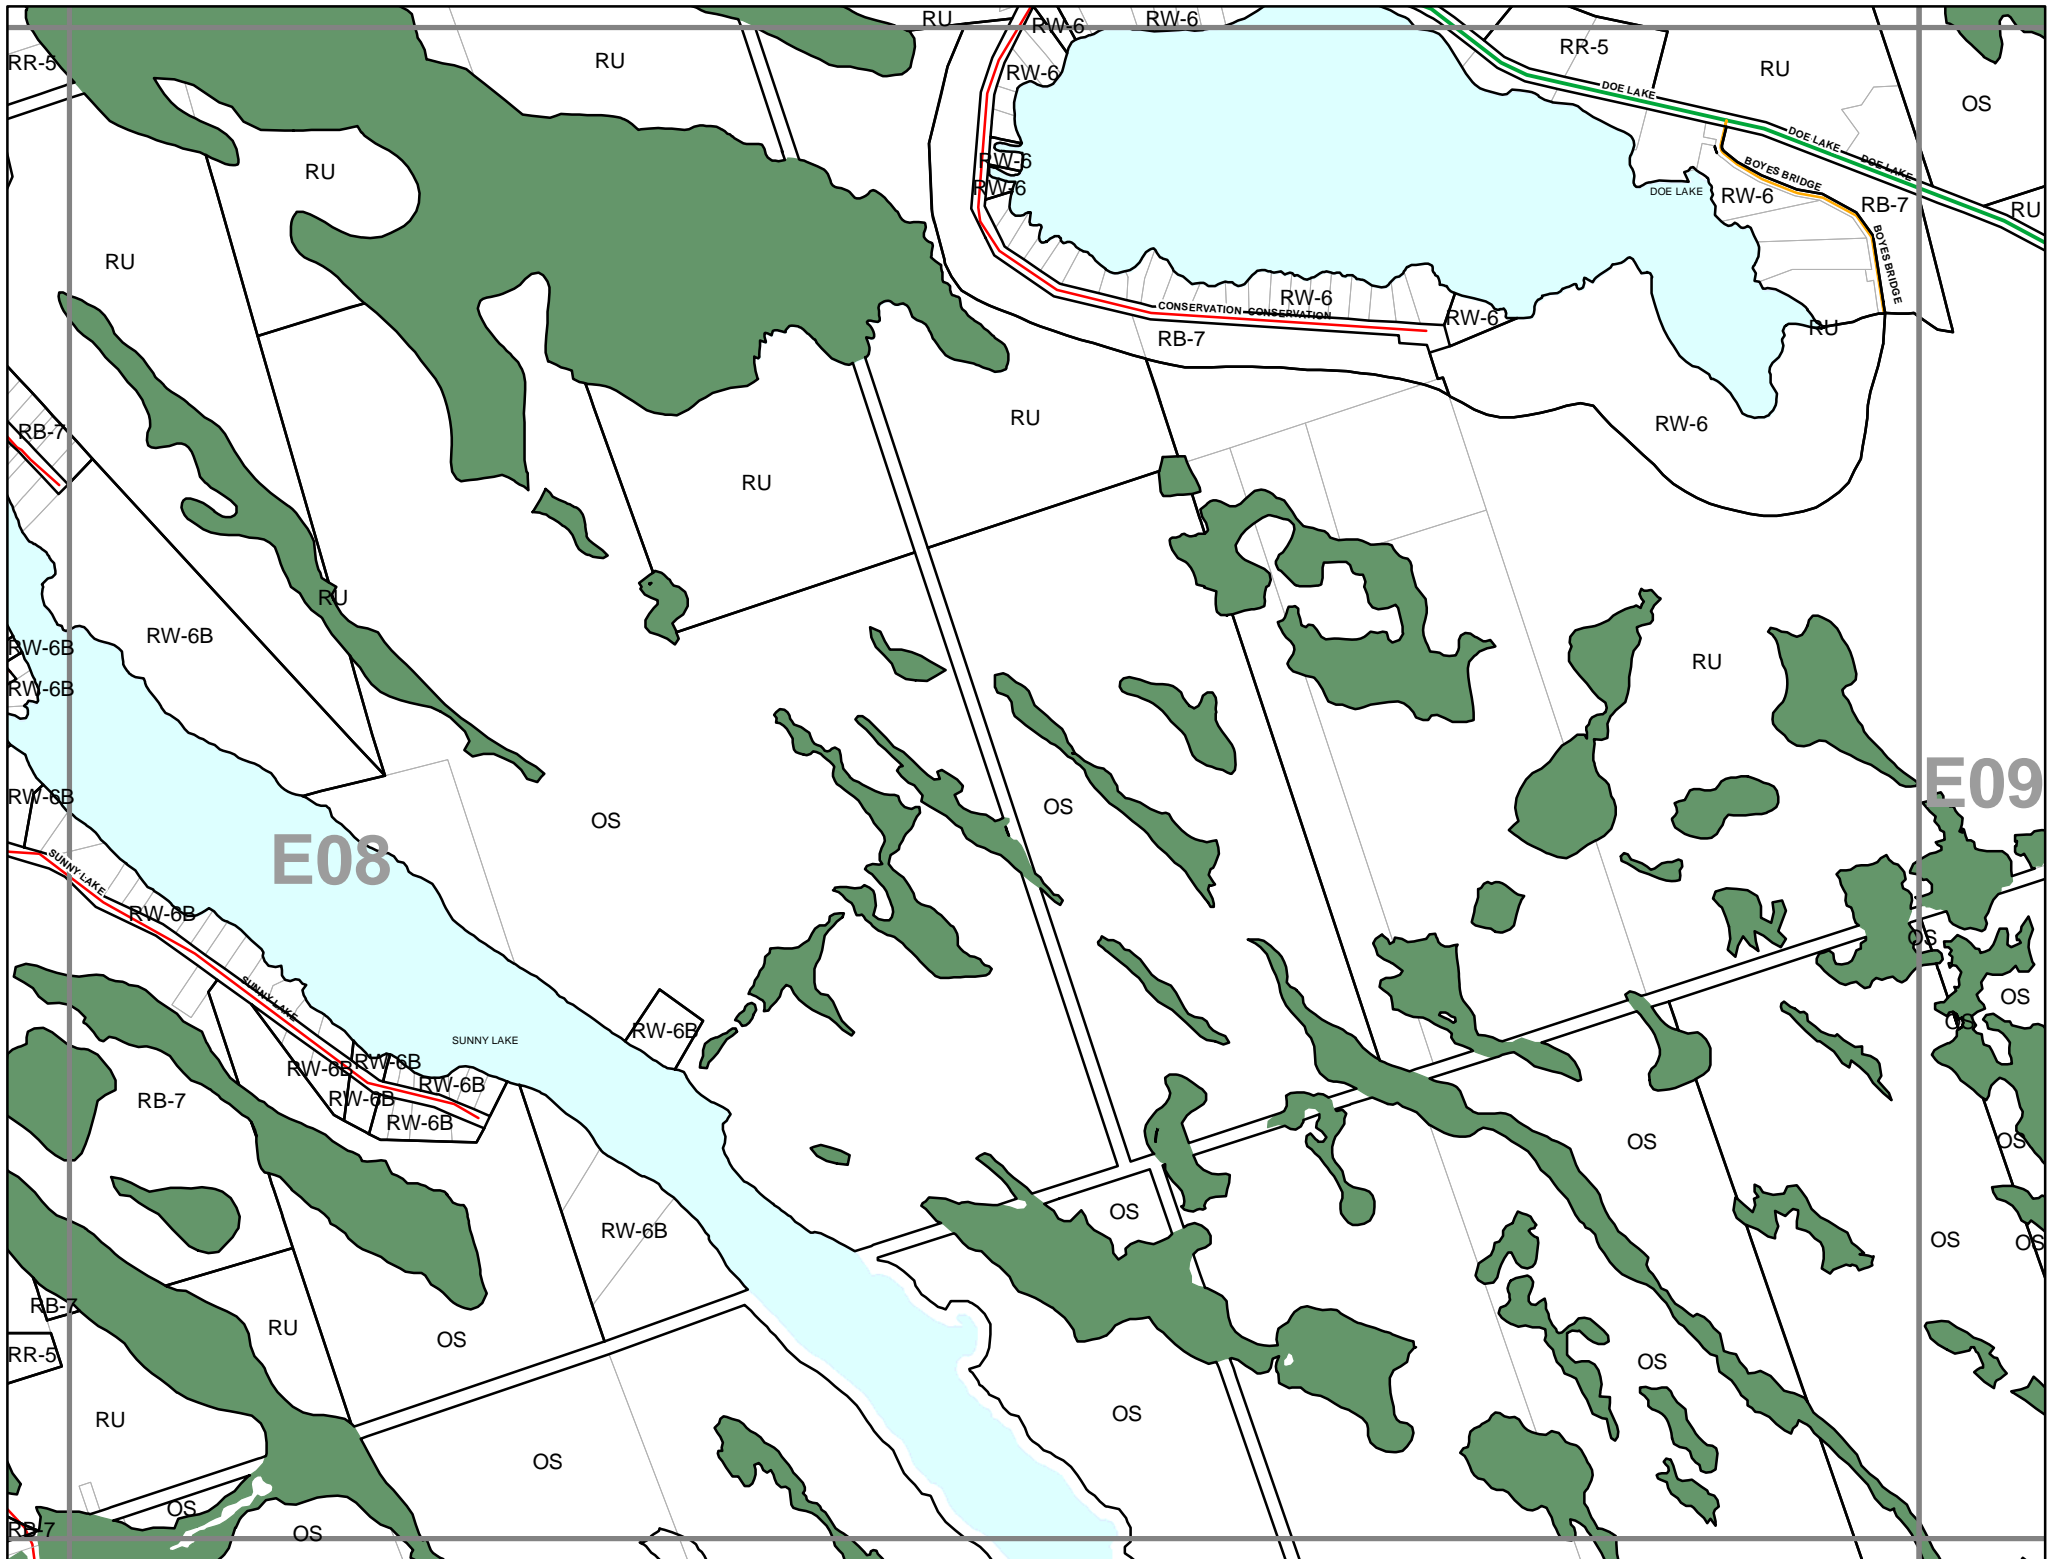 RU
RW-6
RW-6
RR-5
RR-5
RU
RU
RW-6
DOE LAKE
OS
DOE LAKE
DOE LAKE
RW-6
BOYES BRIDGE
RU
RW-6
DOE LAKE
RW-6
RB-7
RU
BOYES BRIDGE
RU
RW-6
CONSERVATION
CONSERVATION
RW-6
RU
RB-7
RU
RW-6
RB-7
RU
RU
RW-6B
RW-6B
RU
RW-6B
E09
RW-6B
OS
OS
E08
SUNNY LAKE
RW-6B
OS
SUNNY LAKE
OS
OS
RW-6B
SUNNY LAKE
RW-6B
RW-6B
RW-6B
RW-6B
RB-7
RW-6B
OS
OS
OS
RW-6B
OS
OS
RB-7
RU
OS
RR-5
OS
RU
OS
OS
OS
RB-7
OS